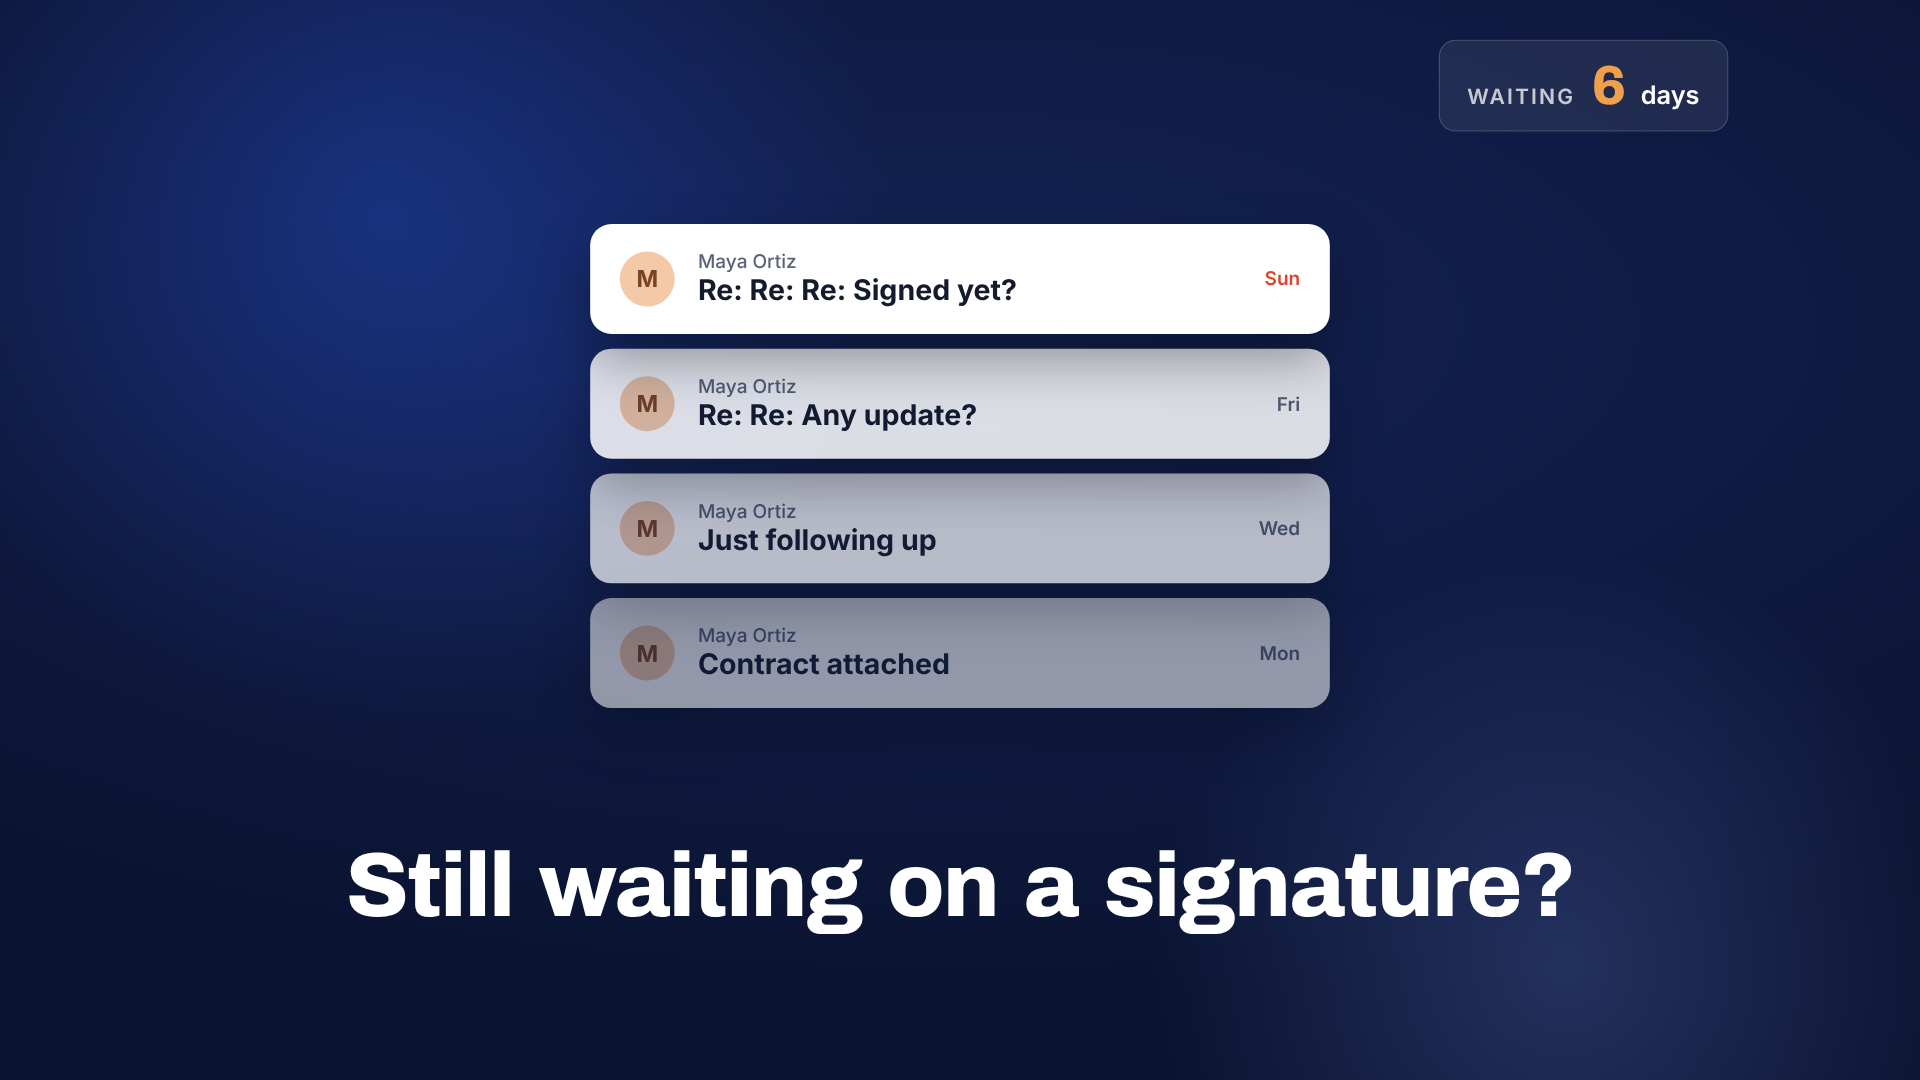 WAITING 6 days
M
Maya Ortiz
Re: Re: Re: Signed yet?
Sun
M
Maya Ortiz
Re: Re: Any update?
Fri
M
Maya Ortiz
Just following up
Wed
M
Maya Ortiz
Contract attached
Mon
Still waiting on a signature?